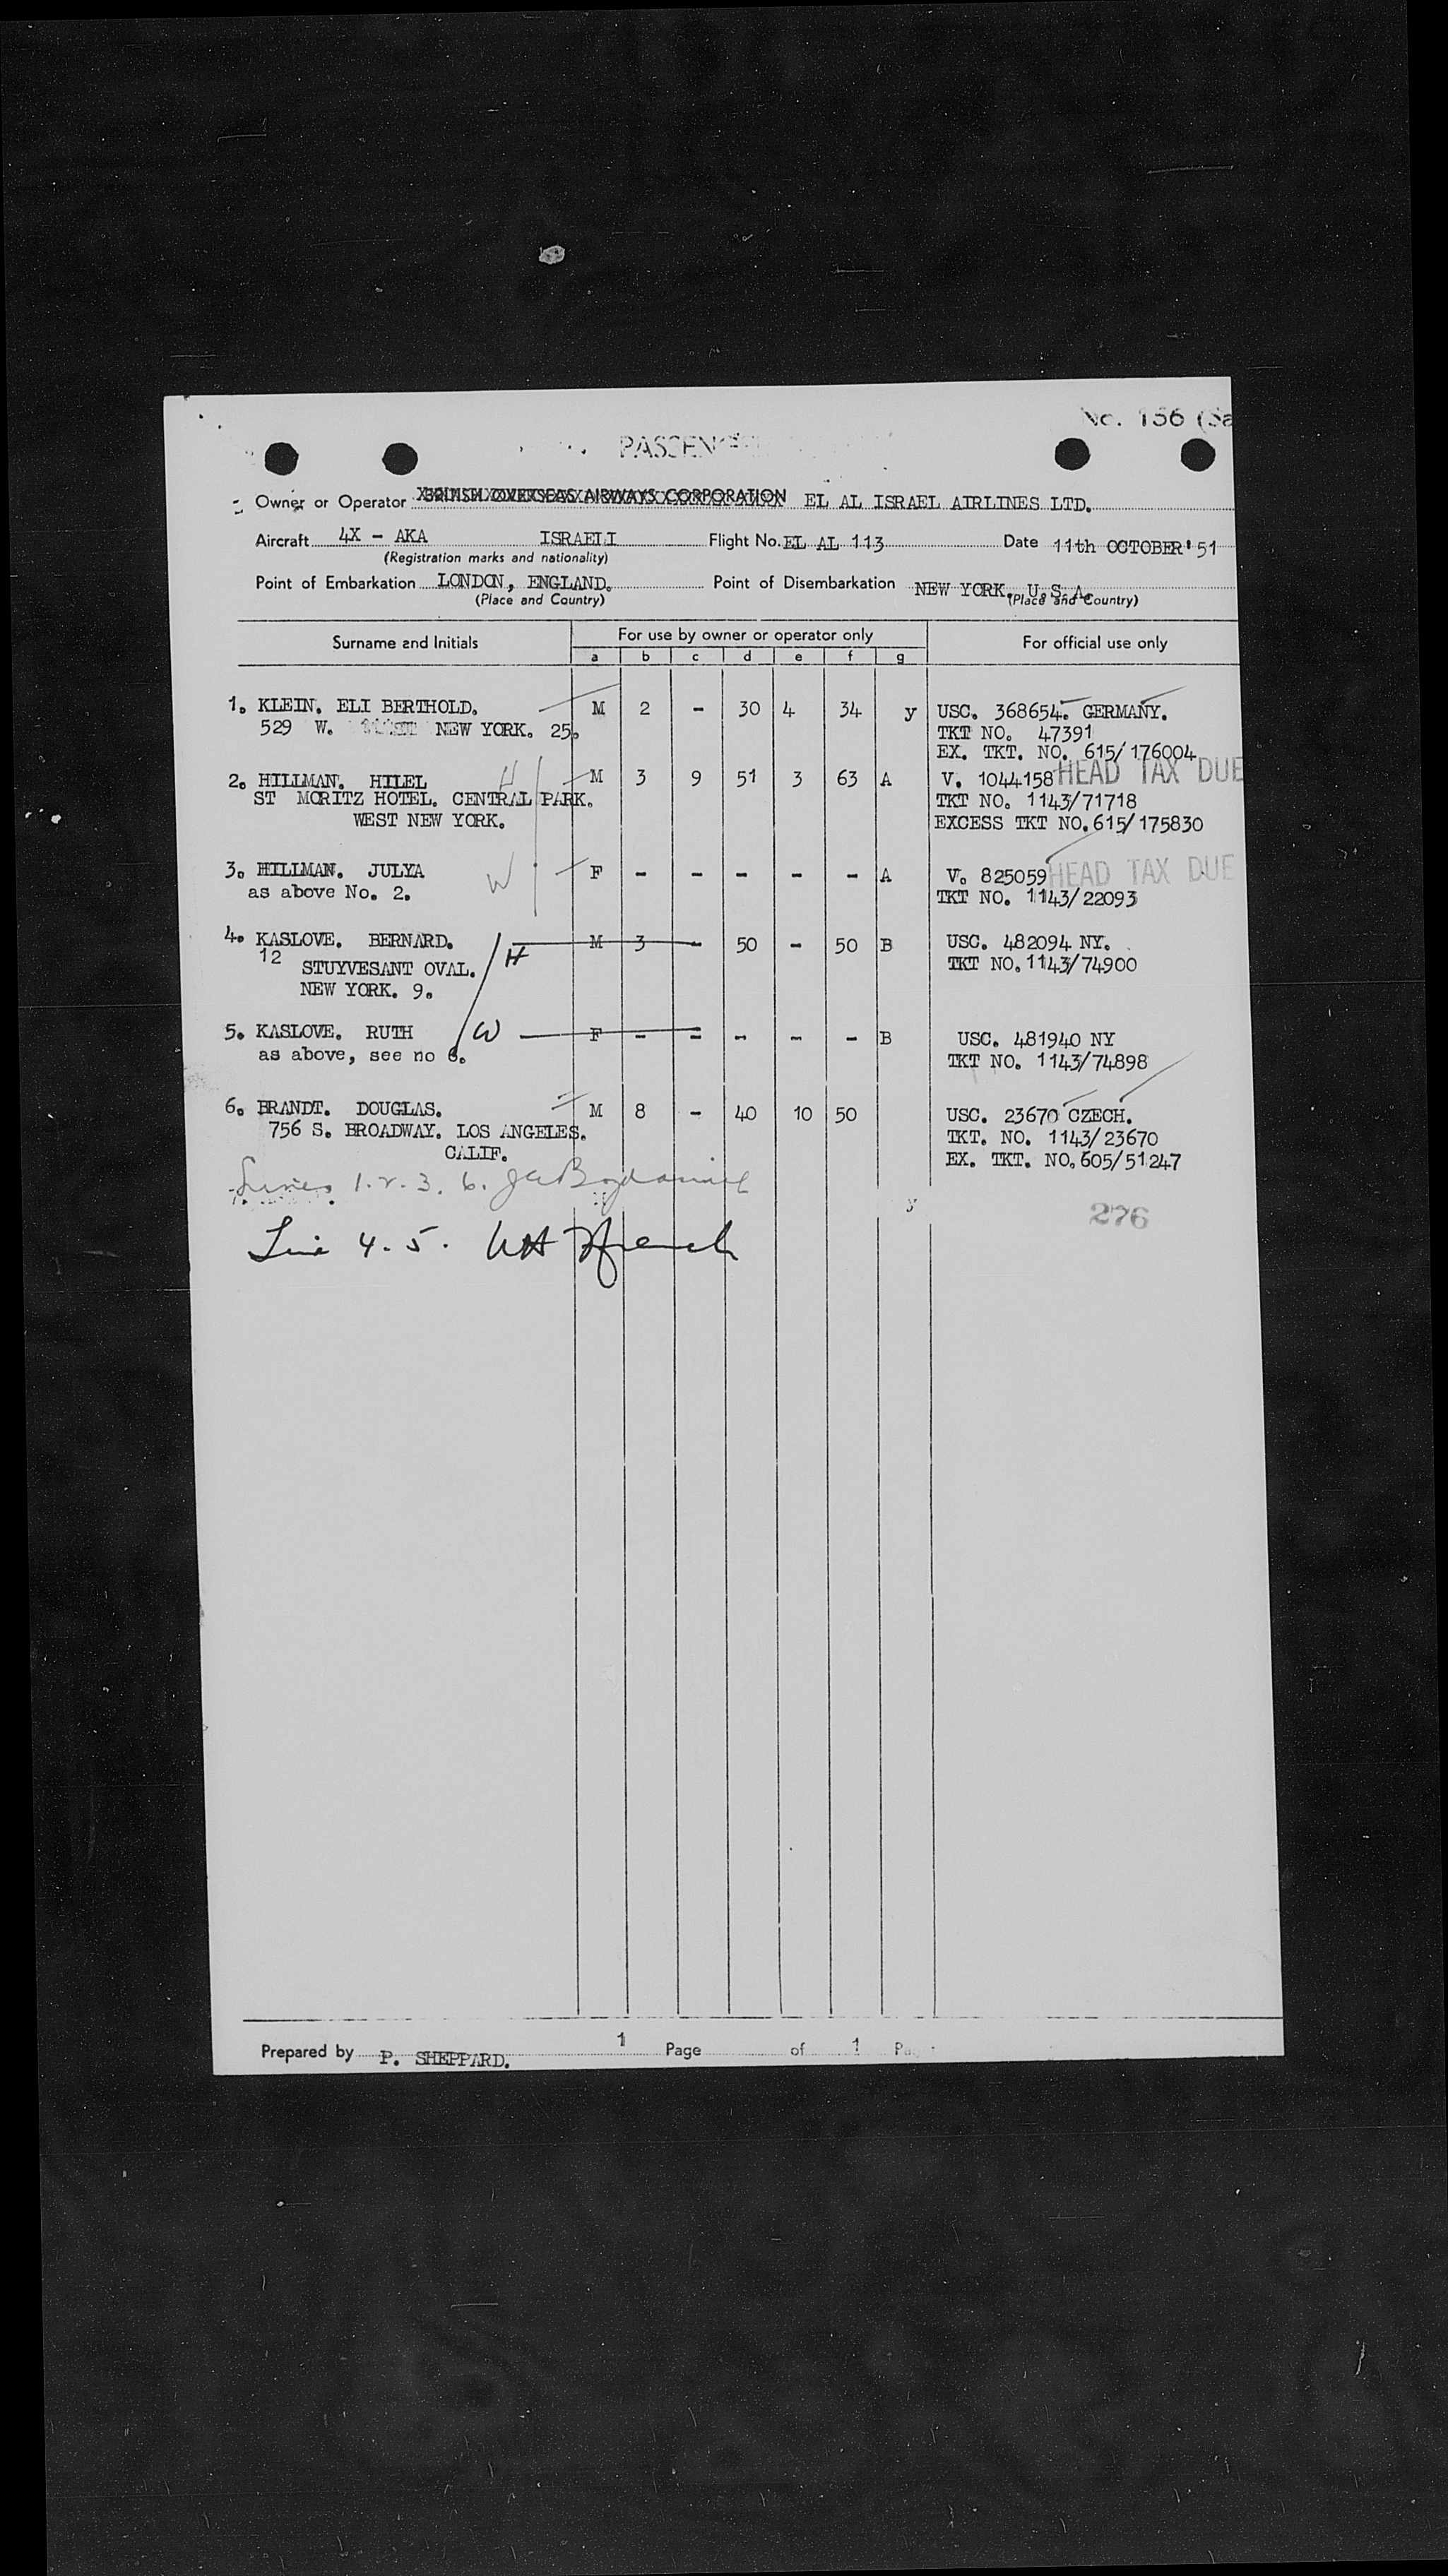 No. 156 (Sa
PASSEN
Owner or Operator BRITISH OVERSEAS AIRWAYS CORPORATION EL AL ISRAEL AIRLINES LTD.
Aircraft 4X - AKA ISRAELI Flight No. EL AL 113 Date 11th OCTOBER' 51
(Registration marks and nationality)
Point of Embarkation LONDON, ENGLAND. Point of Disembarkation NEW YORK. U.S.A.
(Place and Country) (Place and Country)
Surname and Initials For use by owner or operator only For official use only
a b c d e f g
1. KLEIN. ELI BERTHOLD. M 2 - 30 4 34 y USC. 368654. GERMANY.
529 W. NEW YORK. 25. TKT NO. 47391
EX. TKT. NO. 615/176004
2. HILLMAN. HILEL H M 3 9 51 3 63 A V. 1044158 HEAD TAX DUE
ST MORITZ HOTEL. CENTRAL PARK. TKT NO. 1143/71718
WEST NEW YORK. EXCESS TKT NO. 615/175830
3. HILLMAN. JULYA W F - - - - - A V. 825059 HEAD TAX DUE
as above No. 2. TKT NO. 1143/22093
4. KASLOVE. BERNARD. H M 3 - 50 - 50 B USC. 482094 NY.
12 STUYVESANT OVAL. TKT NO. 1143/74900
NEW YORK. 9.
5. KASLOVE. RUTH W F - - - - - B USC. 481940 NY
as above, see no TKT NO. 1143/74898
6. BRANDT. DOUGLAS. M 8 - 40 10 50 USC. 23670 CZECH.
756 S. BROADWAY. LOS ANGELES. TKT. NO. 1143/23670
CALIF. EX. TKT. NO. 605/51247
Lines 1. 2. 3. 6.
276
Line 4. 5.
Prepared by P. SHEPPARD. 1 Page of 1